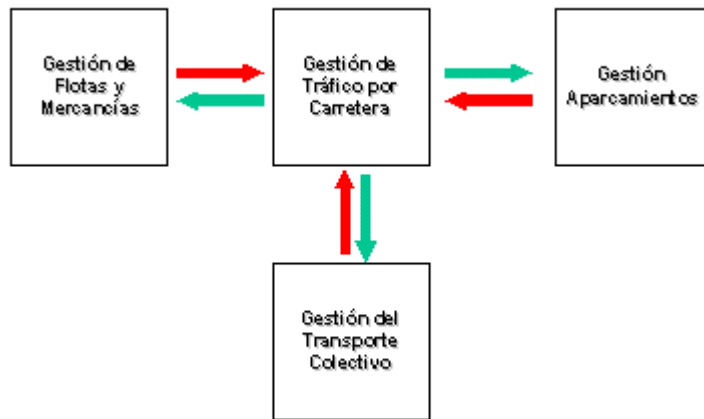 Gestión de
Flotas y
Mercancías
Gestión de
Tráfico por
Carretera
Gestión
Aparcamientos
Gestión del
Transporte
Colectivo